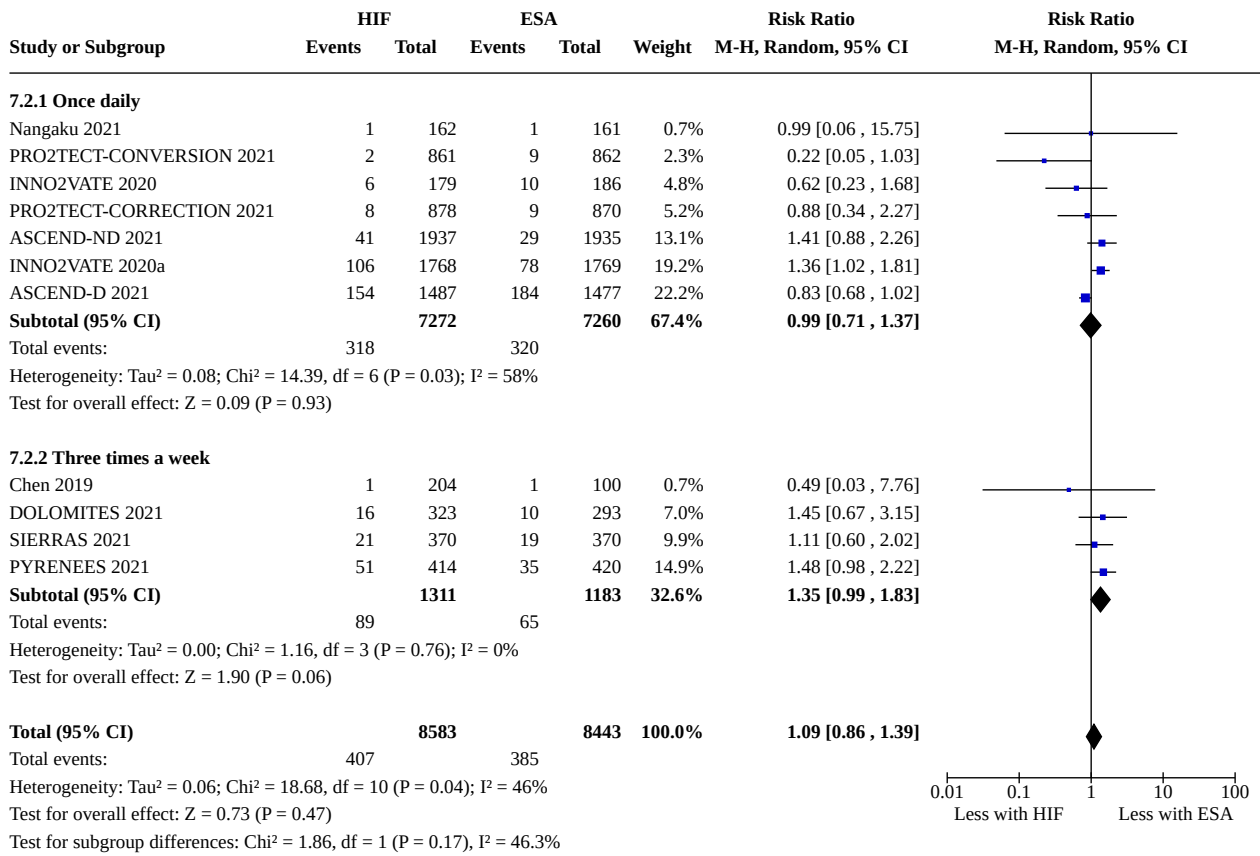 HIF ESA Risk Ratio Risk Ratio
Study or Subgroup Events Total Events Total Weight M-H, Random, 95% CI M-H, Random, 95% CI
7.2.1 Once daily
Nangaku 2021 1 162 1 161 0.7% 0.99 [0.06 , 15.75]
PRO2TECT-CONVERSION 2021 2 861 9 862 2.3% 0.22 [0.05 , 1.03]
INNO2VATE 2020 6 179 10 186 4.8% 0.62 [0.23 , 1.68]
PRO2TECT-CORRECTION 2021 8 878 9 870 5.2% 0.88 [0.34 , 2.27]
ASCEND-ND 2021 41 1937 29 1935 13.1% 1.41 [0.88 , 2.26]
INNO2VATE 2020a 106 1768 78 1769 19.2% 1.36 [1.02 , 1.81]
ASCEND-D 2021 154 1487 184 1477 22.2% 0.83 [0.68 , 1.02]
Subtotal (95% CI) 7272 7260 67.4% 0.99 [0.71 , 1.37]
Total events: 318 320
Heterogeneity: Tau² = 0.08; Chi² = 14.39, df = 6 (P = 0.03); I² = 58%
Test for overall effect: Z = 0.09 (P = 0.93)
7.2.2 Three times a week
Chen 2019 1 204 1 100 0.7% 0.49 [0.03 , 7.76]
DOLOMITES 2021 16 323 10 293 7.0% 1.45 [0.67 , 3.15]
SIERRAS 2021 21 370 19 370 9.9% 1.11 [0.60 , 2.02]
PYRENEES 2021 51 414 35 420 14.9% 1.48 [0.98 , 2.22]
Subtotal (95% CI) 1311 1183 32.6% 1.35 [0.99 , 1.83]
Total events: 89 65
Heterogeneity: Tau² = 0.00; Chi² = 1.16, df = 3 (P = 0.76); I² = 0%
Test for overall effect: Z = 1.90 (P = 0.06)
Total (95% CI) 8583 8443 100.0% 1.09 [0.86 , 1.39]
Total events: 407 385
Heterogeneity: Tau² = 0.06; Chi² = 18.68, df = 10 (P = 0.04); I² = 46%
0.01 0.1 1 10 100
Test for overall effect: Z = 0.73 (P = 0.47) Less with HIF Less with ESA
Test for subgroup differences: Chi² = 1.86, df = 1 (P = 0.17), I² = 46.3%